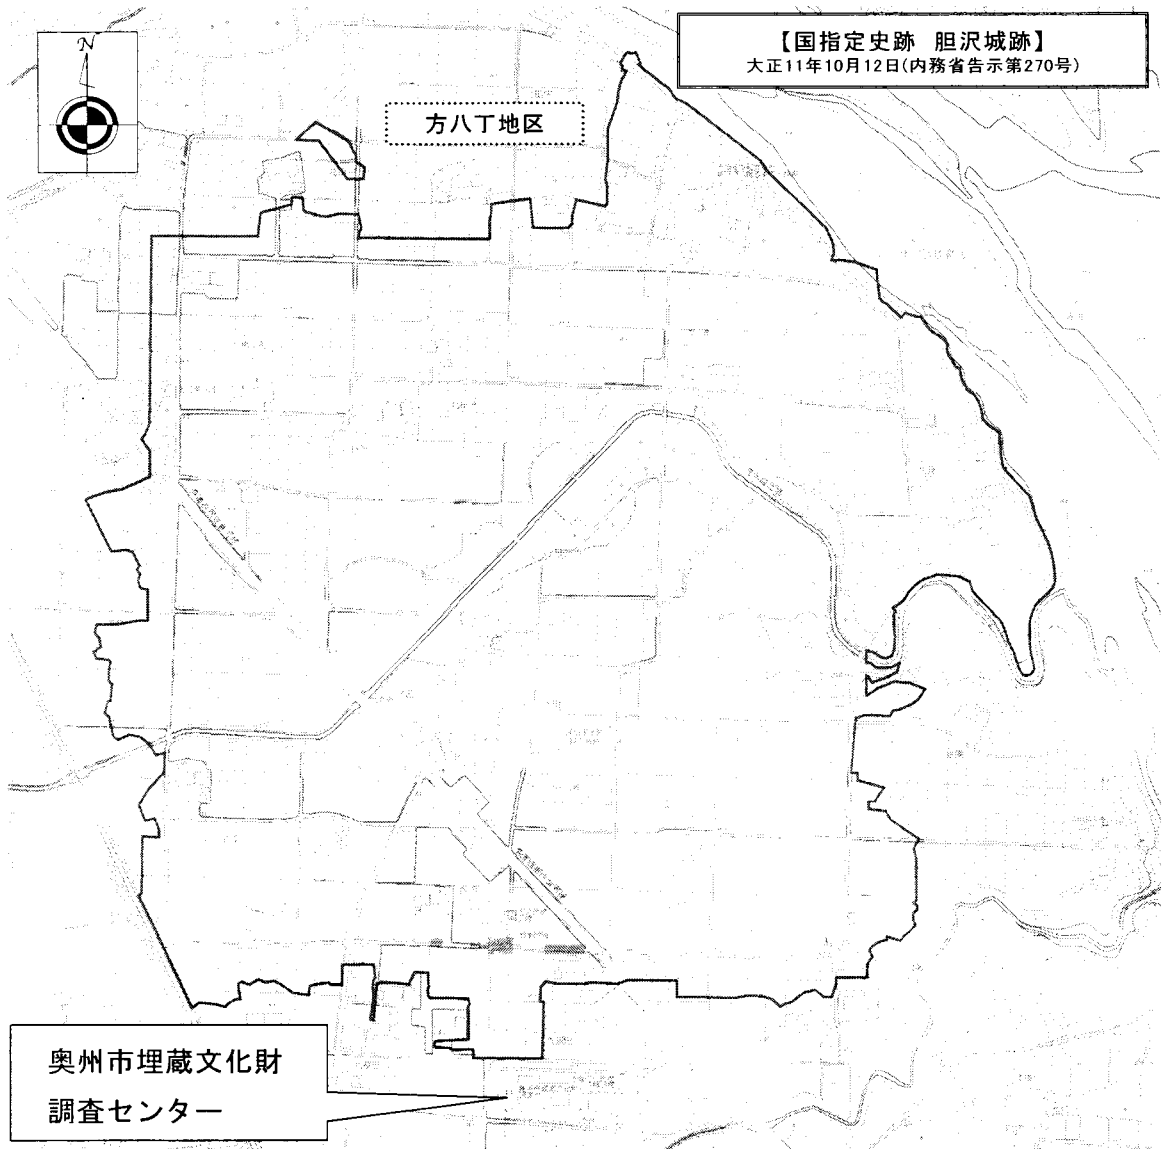 【国指定史跡 胆沢城跡】
大正11年10月12日(内務省告示第270号)
N
方八丁地区
奥州市埋蔵文化財
調査センター